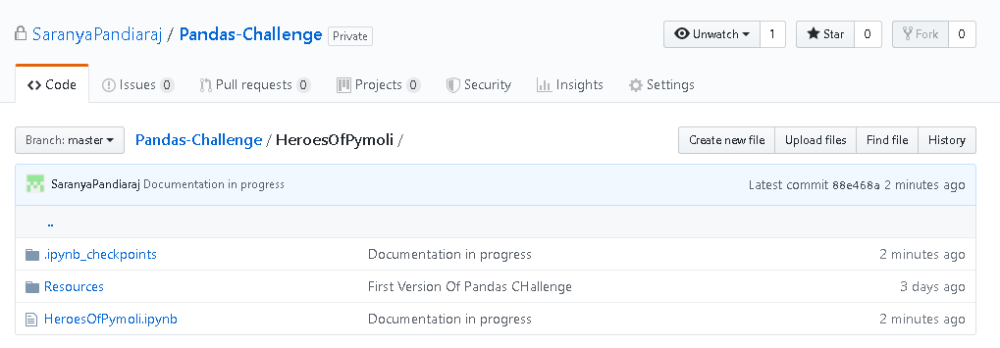 SaranyaPandiaraj / Pandas-Challenge Private Unwatch 1 Star 0 Fork 0
Code Issues 0 Pull requests 0 Projects 0 Security Insights Settings
Branch: master Pandas-Challenge / HeroesOfPymoli / Create new file Upload files Find file History
SaranyaPandiaraj Documentation in progress Latest commit 88e468a 2 minutes ago
..
.ipynb_checkpoints Documentation in progress 2 minutes ago
Resources First Version Of Pandas CHallenge 3 days ago
HeroesOfPymoli.ipynb Documentation in progress 2 minutes ago